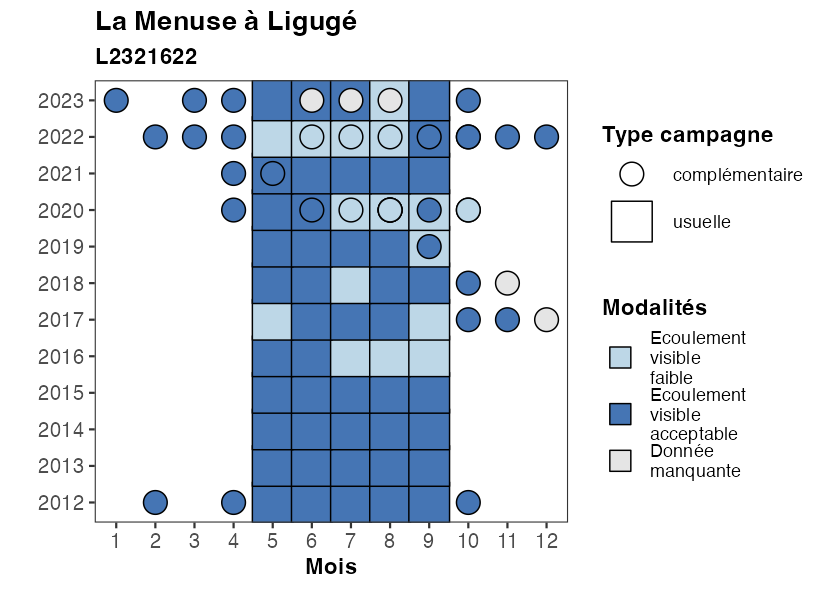 La Menuse à Ligugé
L2321622
2023
2022
2021
2020
2019
2018
2017
2016
2015
2014
2013
2012
1 2 3 4 5 6 7 8 9 10 11 12
Mois
Type campagne
complémentaire
usuelle
Modalités
Ecoulement
visible
faible
Ecoulement
visible
acceptable
Donnée
manquante